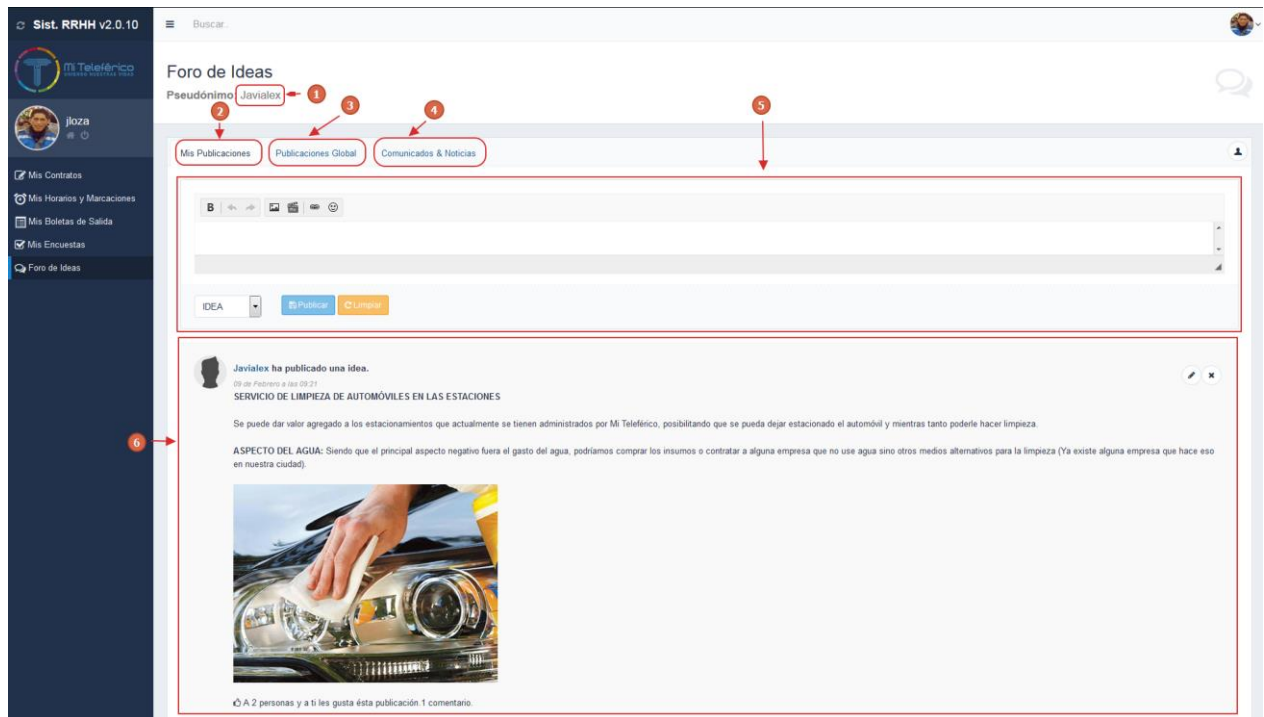 Sist. RRHH v2.0.10
Buscar..
Mi Teleférico
UNIENDO NUESTRAS VIDAS
Foro de Ideas
Pseudónimo: Javialex
1
2
3
4
5
jloza
Mis Publicaciones
Publicaciones Global
Comunicados & Noticias
Mis Contratos
Mis Horarios y Marcaciones
Mis Boletas de Salida
Mis Encuestas
Foro de Ideas
B
IDEA
Publicar
Limpiar
6
Javialex ha publicado una idea.
09 de Febrero a las 09:21
SERVICIO DE LIMPIEZA DE AUTOMÓVILES EN LAS ESTACIONES
Se puede dar valor agregado a los estacionamientos que actualmente se tienen administrados por Mi Teleférico, posibilitando que se pueda dejar estacionado el automóvil y mientras tanto poderle hacer limpieza.
ASPECTO DEL AGUA: Siendo que el principal aspecto negativo fuera el gasto del agua, podríamos comprar los insumos o contratar a alguna empresa que no use agua sino otros medios alternativos para la limpieza (Ya existe alguna empresa que hace eso
en nuestra ciudad).
A 2 personas y a ti les gusta ésta publicación.1 comentario.